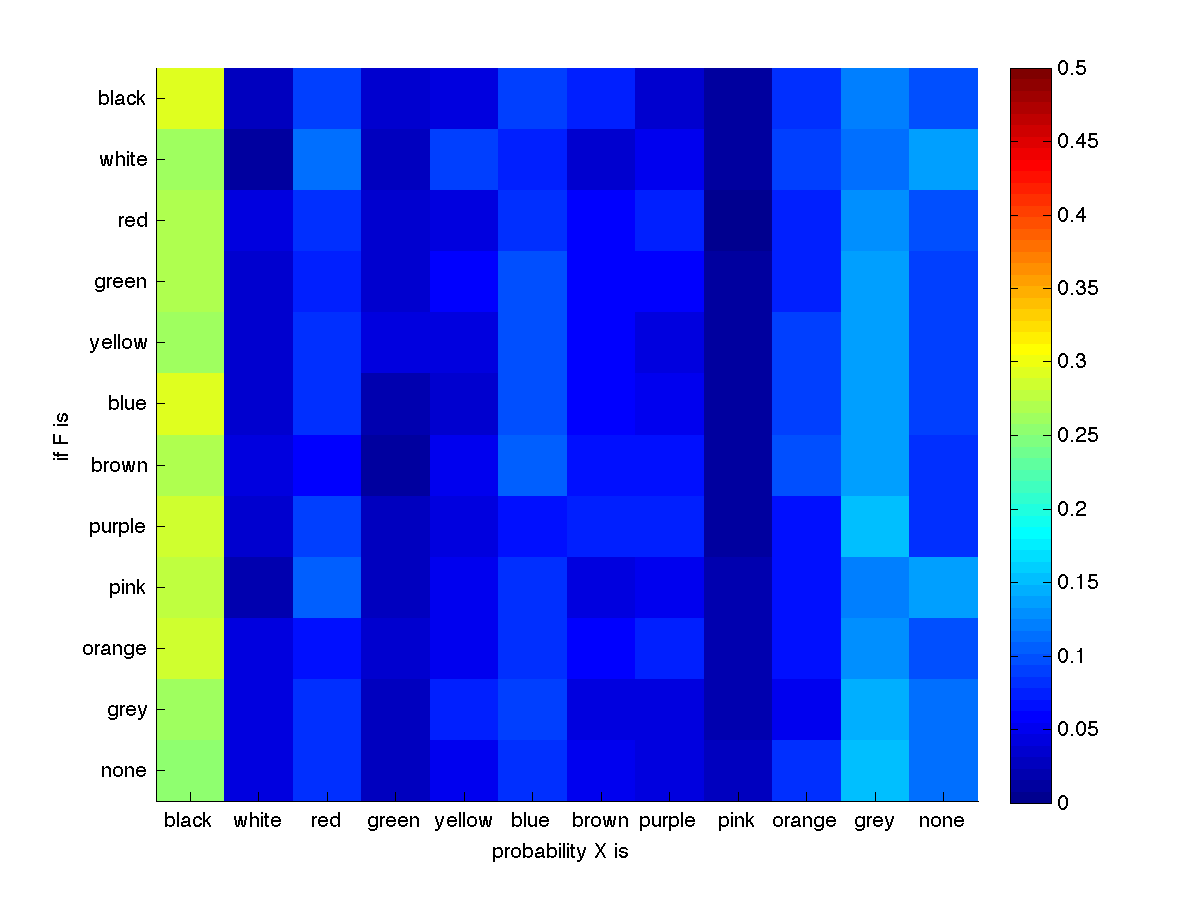 black
white
red
green
yellow
blue
brown
purple
pink
orange
grey
none
if F is
black white red green yellow blue brown purple pink orange grey none
probability X is
0.5
0.45
0.4
0.35
0.3
0.25
0.2
0.15
0.1
0.05
0